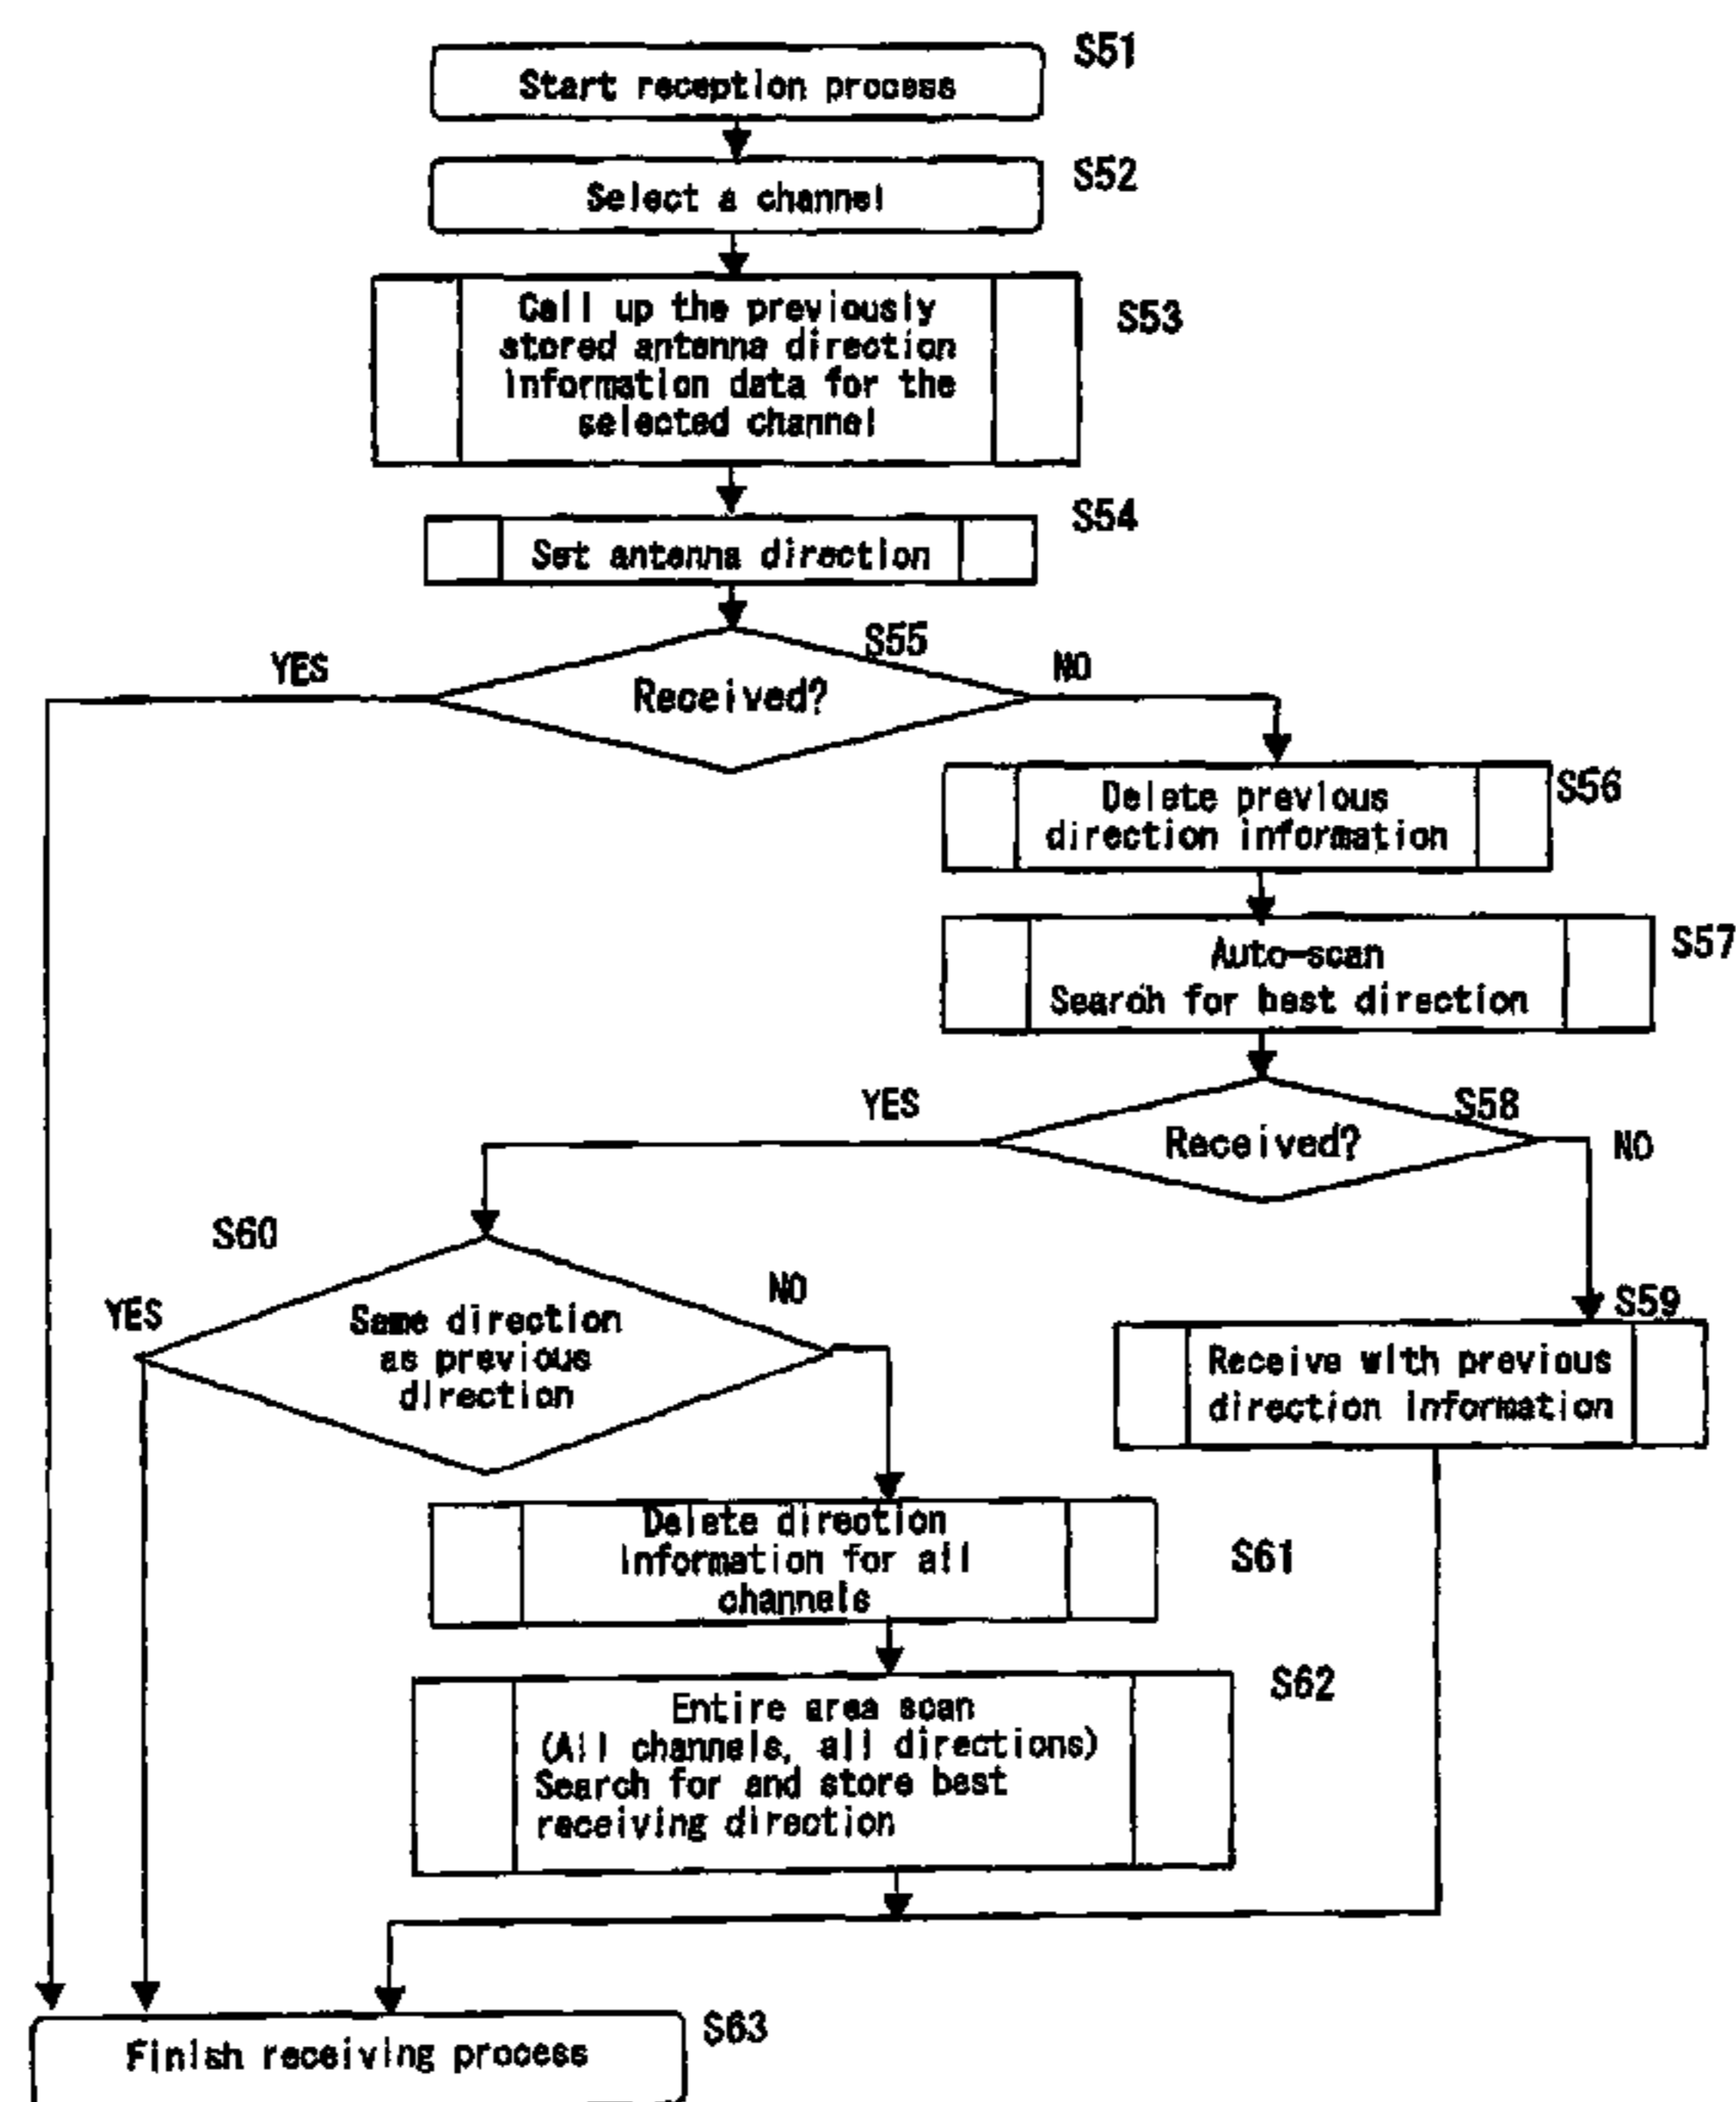 S51
Start reception process
S52
Select a channel
S53
Call up the previously
stored antenna direction
information data for the
selected channel
S54
Set antenna direction
S55
YES
NO
Received?
S56
Delete previous
direction information
S57
Auto-scan
Search for best direction
S58
YES
Received?
NO
S60
NO
YES
Same direction
as previous
direction
S59
Receive with previous
direction information
Delete direction
information for all
channels
S61
S62
Entire area scan
(All channels, all directions)
Search for and store best
receiving direction
S63
Finish receiving process